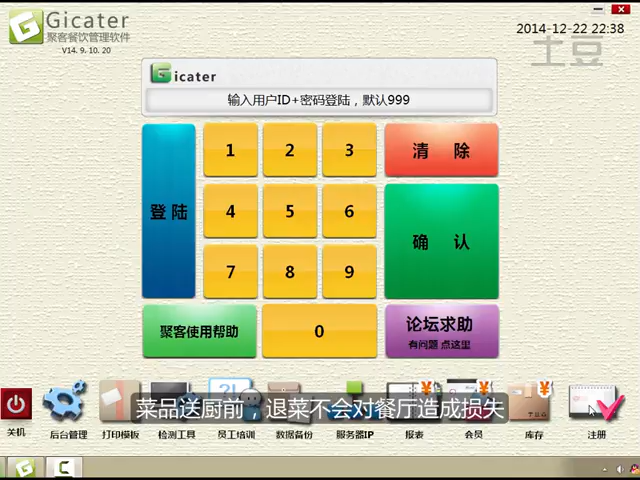 Gicater
聚客餐饮管理软件
V14. 9. 10. 20
2014-12-22 22:38
土豆
Gicater
输入用户ID+密码登陆，默认999
登陆
1 2 3
清 除
4 5 6
确 认
7 8 9
聚客使用帮助
0
论坛求助
有问题 点这里
菜品送厨前，退菜不会对餐厅造成损失
关机 后台管理 打印模板 检测工具 员工培训 数据备份 服务器IP 报表 会员 库存 注册